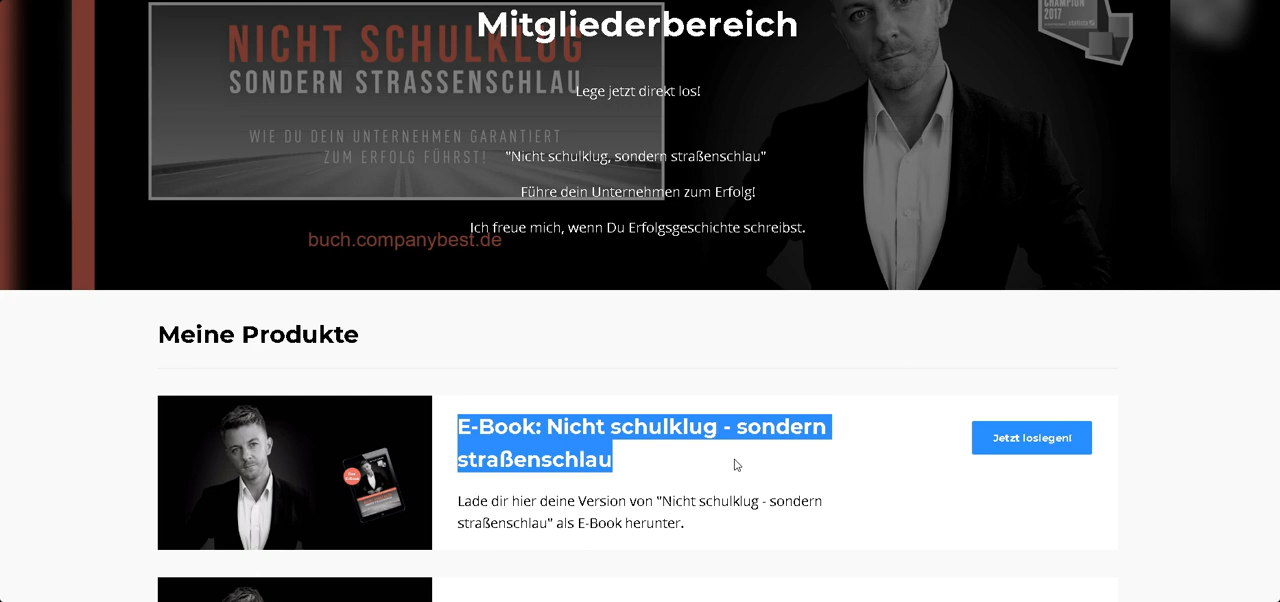 Mitgliederbereich
CHAMPION
2017
NICHT SCHULKLUG
SONDERN STRASSENSCHLAU
Lege jetzt direkt los!
WIE DU DEIN UNTERNEHMEN GARANTIERT
ZUM ERFOLG FÜHRST!
"Nicht schulklug, sondern straßenschlau"
Führe dein Unternehmen zum Erfolg!
Ich freue mich, wenn Du Erfolgsgeschichte schreibst.
buch.companybest.de
Meine Produkte
E-Book: Nicht schulklug - sondern
straßenschlau
Jetzt loslegen!
Lade dir hier deine Version von "Nicht schulklug - sondern
straßenschlau" als E-Book herunter.